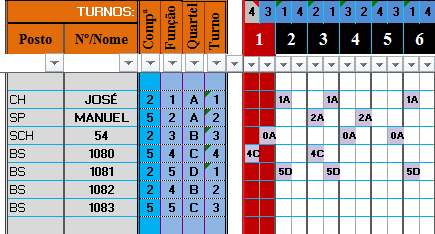 TURNOS: Compª Função Quartel Turno 4 3 1 4 2 1 3 2 4 3 1 4
Posto Nº/Nome 1 2 3 4 5 6
CH JOSÉ 2 1 A 1 1A 1A 1A
SP MANUEL 5 2 A 2 2A 2A
SCH 54 2 3 B 3 0A 0A 0A
BS 1080 5 4 C 4 4C 4C
BS 1081 2 5 D 1 5D 5D 5D
BS 1082 2 4 B 2
BS 1083 5 5 C 3